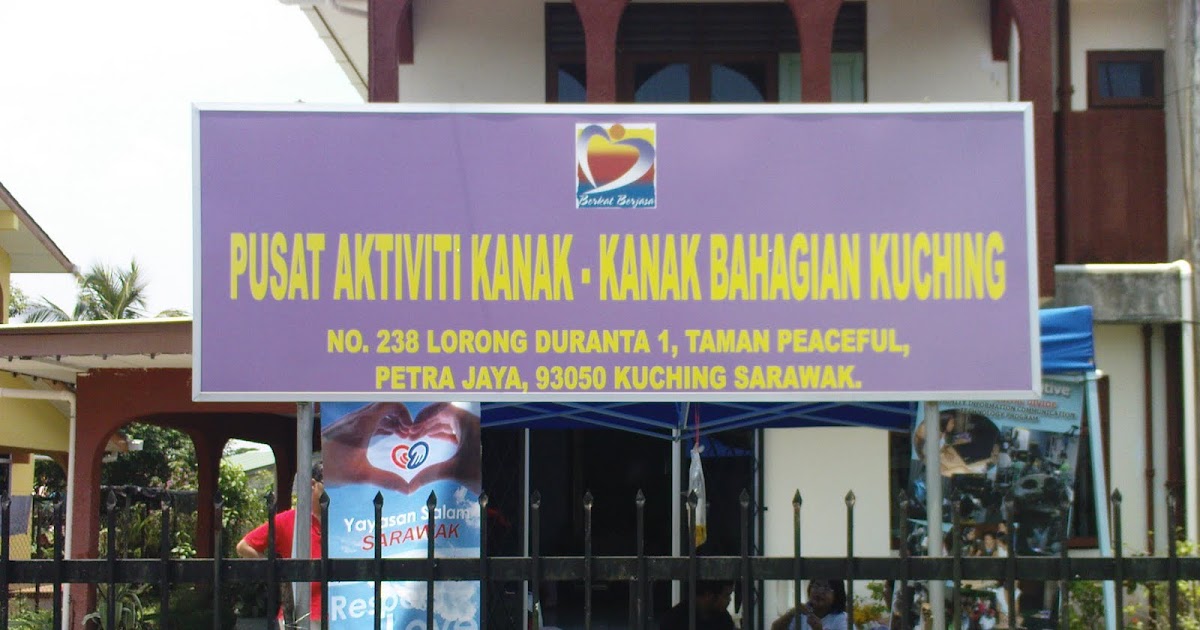 Berkat Berjasa
PUSAT AKTIVITI KANAK - KANAK BAHAGIAN KUCHING
NO. 238 LORONG DURANTA 1, TAMAN PEACEFUL,
PETRA JAYA, 93050 KUCHING SARAWAK.
Yayasan Salam
SARAWAK
Love